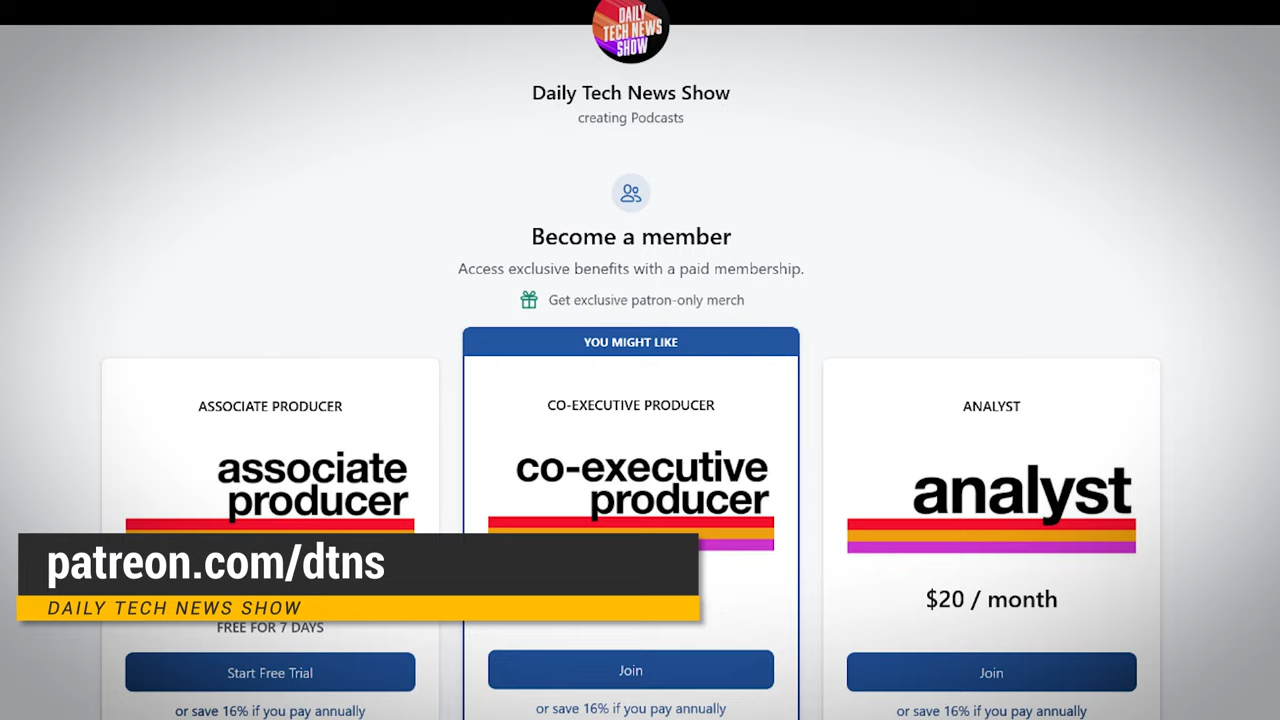 DAILY
TECH NEWS
SHOW
Daily Tech News Show
creating Podcasts
Become a member
Access exclusive benefits with a paid membership.
Get exclusive patron-only merch
YOU MIGHT LIKE
ASSOCIATE PRODUCER
associate
producer
FREE FOR 7 DAYS
Start Free Trial
or save 16% if you pay annually
CO-EXECUTIVE PRODUCER
co-executive
producer
Join
or save 16% if you pay annually
ANALYST
analyst
$20 / month
Join
or save 16% if you pay annually
patreon.com/dtns
DAILY TECH NEWS SHOW